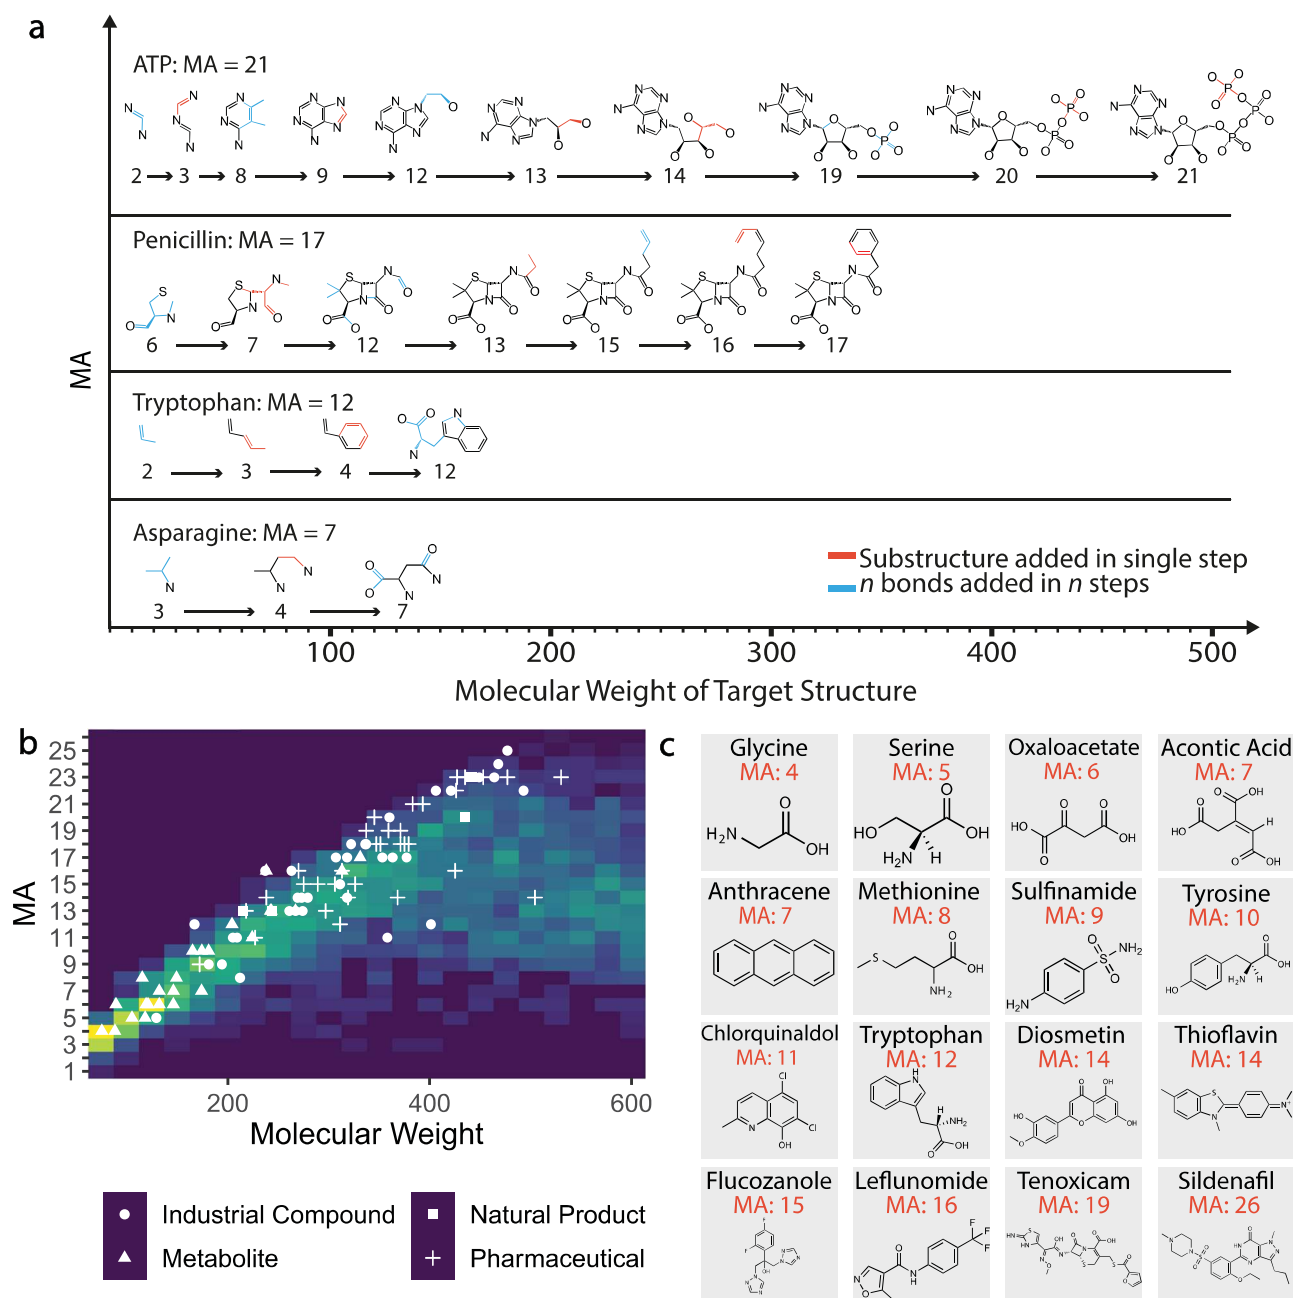 a
ATP: MA = 21
2 3 8 9 12 13 14 19 20 21
Penicillin: MA = 17
6 7 12 13 15 16 17
Tryptophan: MA = 12
2 3 4 12
Asparagine: MA = 7
3 4 7
Substructure added in single step
n bonds added in n steps
MA
100 200 300 400 500
Molecular Weight of Target Structure
b
25
23
21
19
17
15
13
11
9
7
5
3
1
MA
200 400 600
Molecular Weight
Industrial Compound
Natural Product
Metabolite
Pharmaceutical
c
Glycine
MA: 4
Serine
MA: 5
Oxaloacetate
MA: 6
Acontic Acid
MA: 7
Anthracene
MA: 7
Methionine
MA: 8
Sulfinamide
MA: 9
Tyrosine
MA: 10
Chlorquinaldol
MA: 11
Tryptophan
MA: 12
Diosmetin
MA: 14
Thioflavin
MA: 14
Flucozanole
MA: 15
Leflunomide
MA: 16
Tenoxicam
MA: 19
Sildenafil
MA: 26